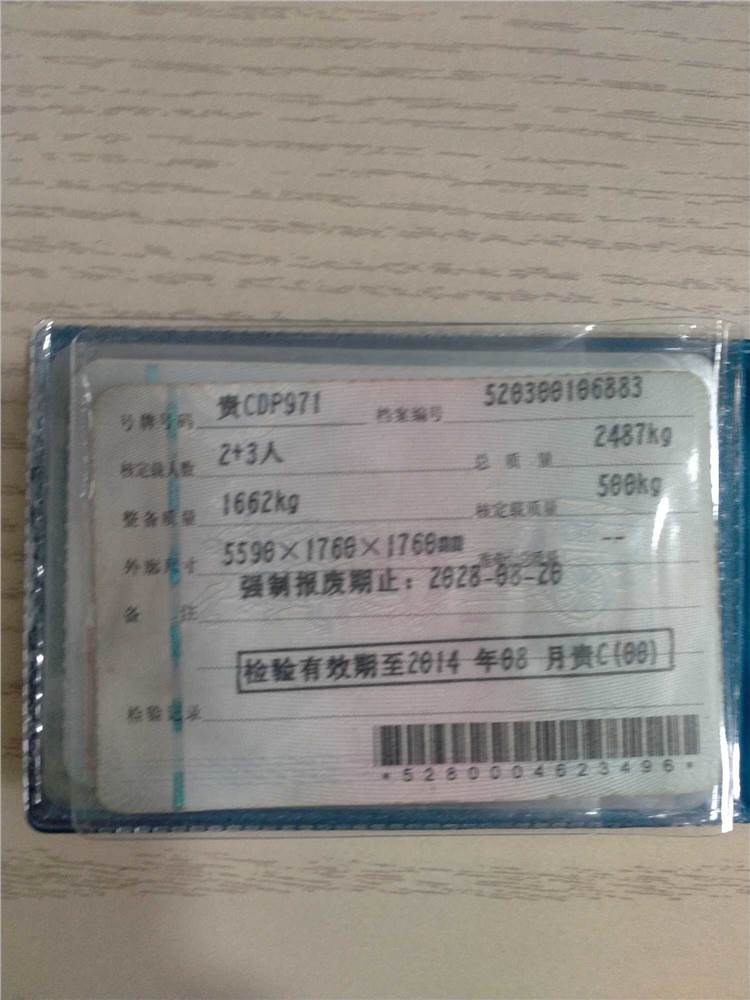 号牌号码 贵CDP971 档案编号 520300106883
核定载人数 2+3人 总 质 量 2487kg
整备质量 1662kg 核定载质量 500kg
外廓尺寸 5590×1760×1760mm --
强制报废期止：2028-08-20
备 注
检验有效期至2014 年08 月贵C(00)
检验记录
*5280004623496*